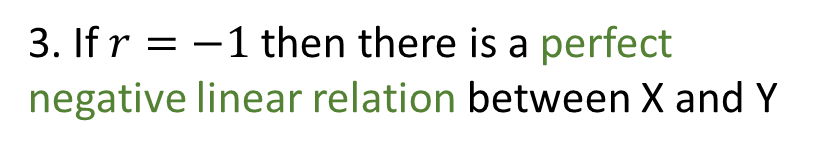 3. If r = −1 then there is a perfect
negative linear relation between X and Y